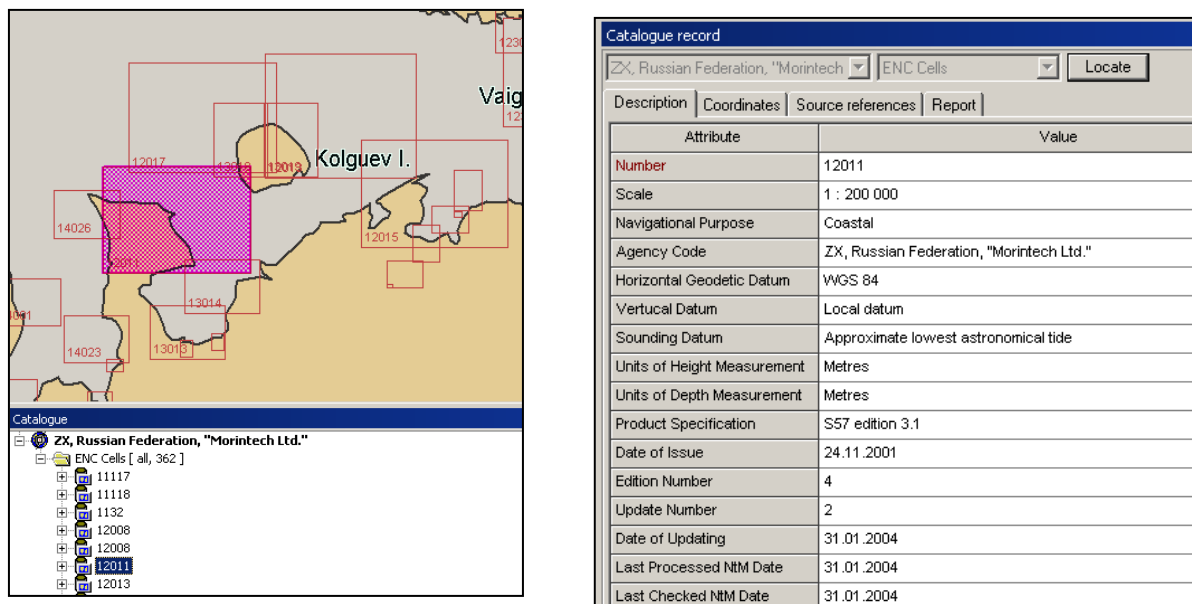 1230
Vaig
12
12017
Kolguev I.
14026
12015
12011
13014
14023
13013
Catalogue
ZX, Russian Federation, "Morintech Ltd."
ENC Cells [ all, 362 ]
11117
11118
1132
12008
12008
12011
12013
Catalogue record
ZX, Russian Federation, "Morintech ENC Cells Locate
Description Coordinates Source references Report
Attribute Value
Number 12011
Scale 1 : 200 000
Navigational Purpose Coastal
Agency Code ZX, Russian Federation, "Morintech Ltd."
Horizontal Geodetic Datum WGS 84
Vertucal Datum Local datum
Sounding Datum Approximate lowest astronomical tide
Units of Height Measurement Metres
Units of Depth Measurement Metres
Product Specification S57 edition 3.1
Date of Issue 24.11.2001
Edition Number 4
Update Number 2
Date of Updating 31.01.2004
Last Processed NtM Date 31.01.2004
Last Checked NtM Date 31.01.2004